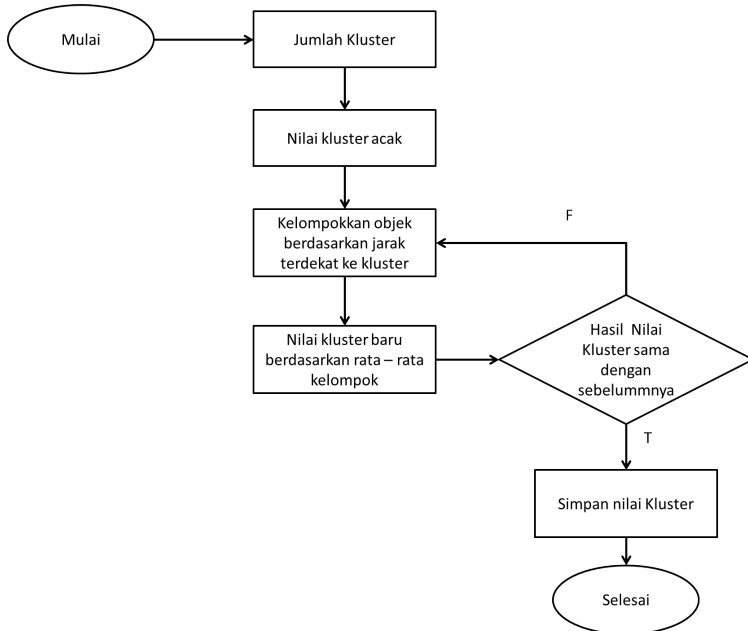 Mulai
Jumlah Kluster
Nilai kluster acak
Kelompokkan objek
berdasarkan jarak
terdekat ke kluster
F
Nilai kluster baru
berdasarkan rata – rata
kelompok
Hasil Nilai
Kluster sama
dengan
sebelummnya
T
Simpan nilai Kluster
Selesai